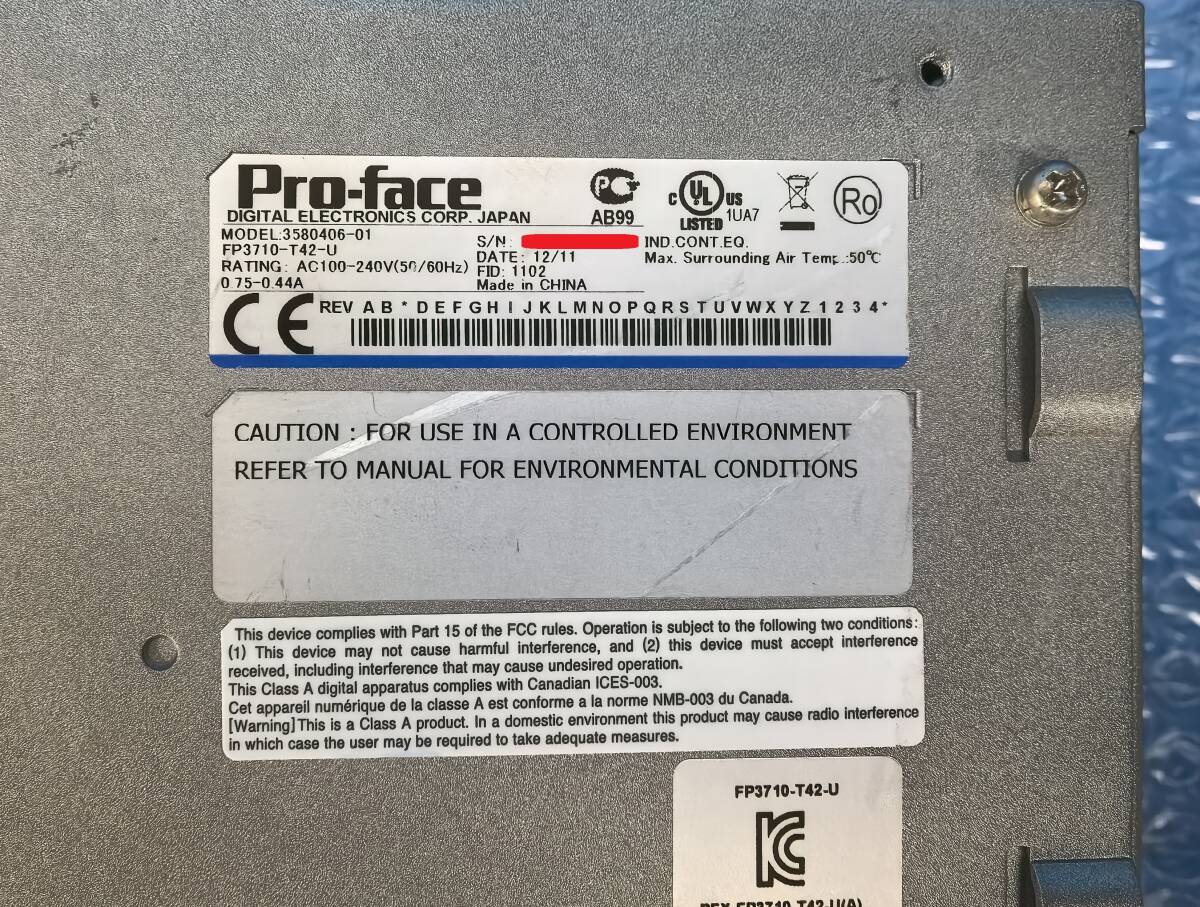 Pro-face
DIGITAL ELECTRONICS CORP. JAPAN
AB99
C UL US
LISTED 1UA7
Ro
MODEL:3580406-01
FP3710-T42-U
RATING: AC100-240V(50/60Hz)
0.75-0.44A
S/N:
DATE: 12/11
FID: 1102
Made in CHINA
IND.CONT.EQ.
Max. Surrounding Air Temp.:50℃
CE
REV A B * D E F G H I J K L M N O P Q R S T U V W X Y Z 1 2 3 4 *
CAUTION : FOR USE IN A CONTROLLED ENVIRONMENT
REFER TO MANUAL FOR ENVIRONMENTAL CONDITIONS
This device complies with Part 15 of the FCC rules. Operation is subject to the following two conditions:
(1) This device may not cause harmful interference, and (2) this device must accept interference
received, including interference that may cause undesired operation.
This Class A digital apparatus complies with Canadian ICES-003.
Cet appareil numérique de la classe A est conforme a la norme NMB-003 du Canada.
[Warning]This is a Class A product. In a domestic environment this product may cause radio interference
in which case the user may be required to take adequate measures.
FP3710-T42-U
KC
FP3710-T42-U(A)